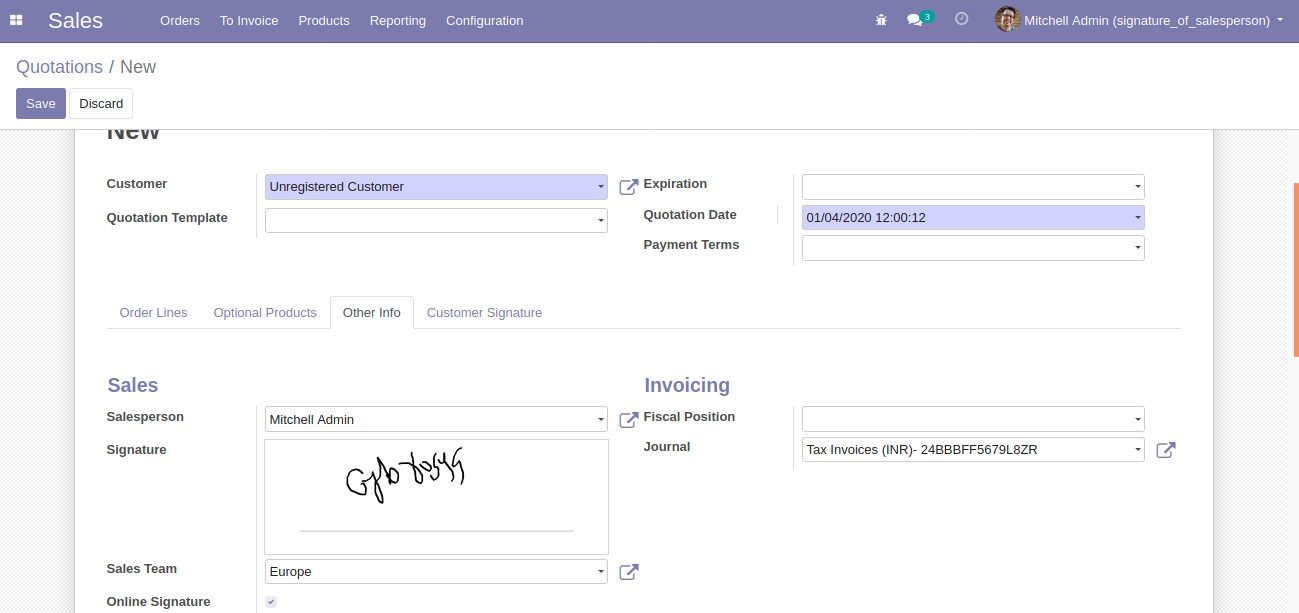 Sales Orders To Invoice Products Reporting Configuration 3 Mitchell Admin (signature_of_salesperson)
Quotations / New
Save Discard
New
Customer Unregistered Customer Expiration
Quotation Template Quotation Date 01/04/2020 12:00:12
Payment Terms
Order Lines Optional Products Other Info Customer Signature
Sales Invoicing
Salesperson Mitchell Admin Fiscal Position
Signature Journal Tax Invoices (INR)- 24BBBFF5679L8ZR
Sales Team Europe
Online Signature